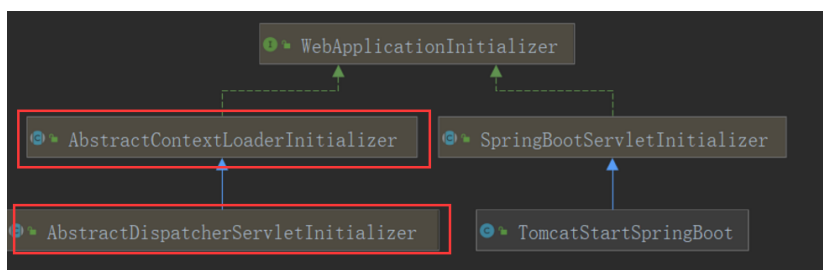 WebApplicationInitializer
AbstractContextLoaderInitializer
SpringBootServletInitializer
AbstractDispatcherServletInitializer
TomcatStartSpringBoot